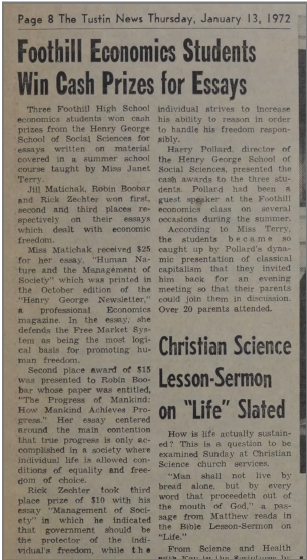 Page 8 The Tustin News Thursday, January 13, 1972
Foothill Economics Students
Win Cash Prizes for Essays
Three Foothill High School
economics students won cash
prizes from the Henry George
School of Social Sciences for
essays written on material
covered in a summer school
course taught by Miss Janet
Terry.
Jill Matichak, Robin Boobar
and Rick Zechter won first,
second and third places re-
spectively on their essays
which dealt with economic
freedom.
Miss Matichak received $25
for her essay, "Human Na-
ture and the Management of
Society" which was printed in
the October edition of the
"Henry George Newsletter,"
a professional Economics
magazine. In the essay, she
defends the Free Market Sys-
tem as being the most logi-
cal basis for promoting hu-
man freedom.
Second place award of $15
was presented to Robin Boo-
bar whose paper was entitled,
"The Progress of Mankind:
How Mankind Achieves Pro-
gress." Her essay centered
around the main contention
that true progress is only ac-
complished in a society where
individual life is allowed con-
ditions of equality and free-
dom of choice.
Rick Zechter took third
place prize of $10 with his
essay "Management of Soci-
ety" in which he indicated
that government should be
the protector of the indi-
vidual's freedom, while the
individual strives to increase
his ability to reason in order
to handle his freedom respon-
sibly.
Harry Pollard, director of
the Henry George School of
Social Sciences, presented the
cash awards to the three stu-
dents. Pollard had been a
guest speaker at the Foothill
economics class on several
occasions during the summer.
According to Miss Terry,
the students became so
caught up by Pollard's dyna-
mic presentation of classical
capitalism that they invited
him back for an evening
meeting so that their parents
could join them in discussion.
Over 20 parents attended.
Christian Science
Lesson-Sermon
on "Life" Slated
How is life actually sustain-
ed? This is question to be
examined Sunday at Christian
Science church services.
"Man shall not live by
bread alone, but by every
word that proceedeth out of
the mouth of God," a pas-
sage from Matthew reads in
the Bible Lesson-Sermon on
"Life."
From Science and Health